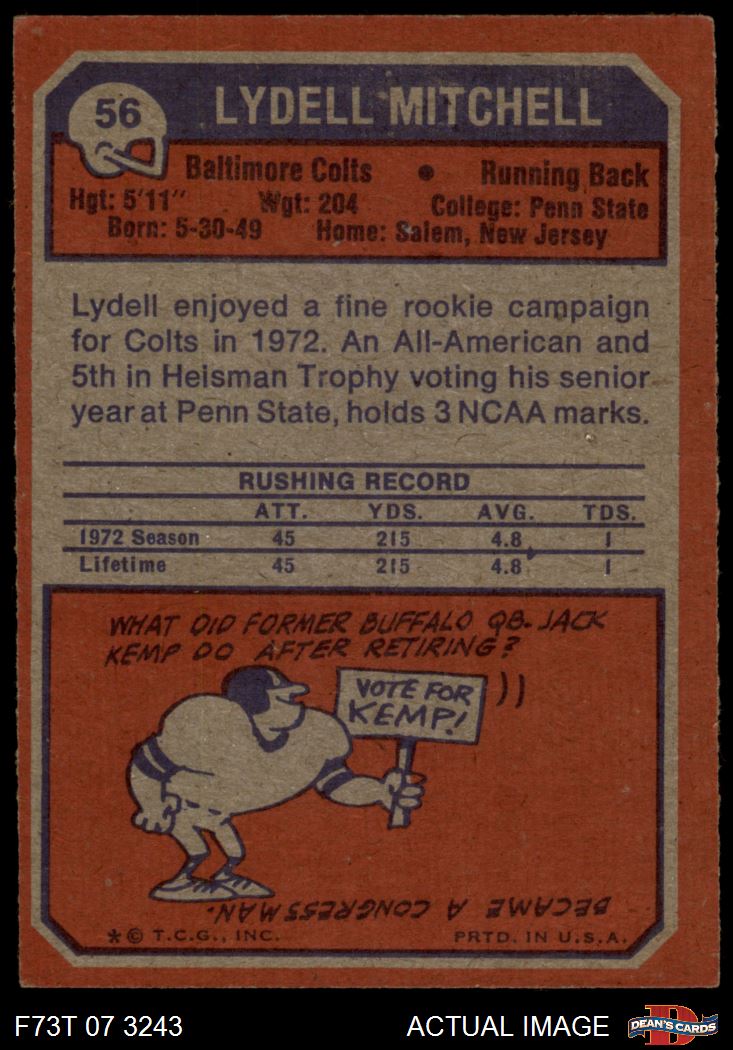 56
LYDELL MITCHELL
Baltimore Colts • Running Back
Hgt: 5'11" Wgt: 204 College: Penn State
Born: 5-30-49 Home: Salem, New Jersey
Lydell enjoyed a fine rookie campaign
for Colts in 1972. An All-American and
5th in Heisman Trophy voting his senior
year at Penn State, holds 3 NCAA marks.
RUSHING RECORD
ATT. YDS. AVG. TDS.
1972 Season 45 215 4.8 1
Lifetime 45 215 4.8 1
WHAT DID FORMER BUFFALO QB. JACK
KEMP DO AFTER RETIRING?
VOTE FOR
KEMP!
BECAME A CONGRESSMAN.
*© T.C.G., INC. PRTD. IN U.S.A.
F73T 07 3243 ACTUAL IMAGE DEAN'S CARDS